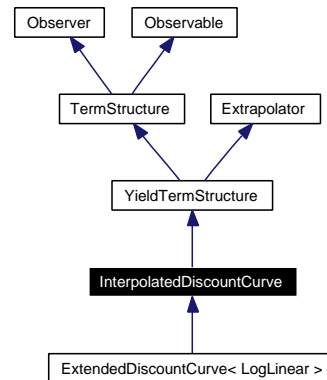 Observer Observable
TermStructure Extrapolator
YieldTermStructure
InterpolatedDiscountCurve
ExtendedDiscountCurve< LogLinear >